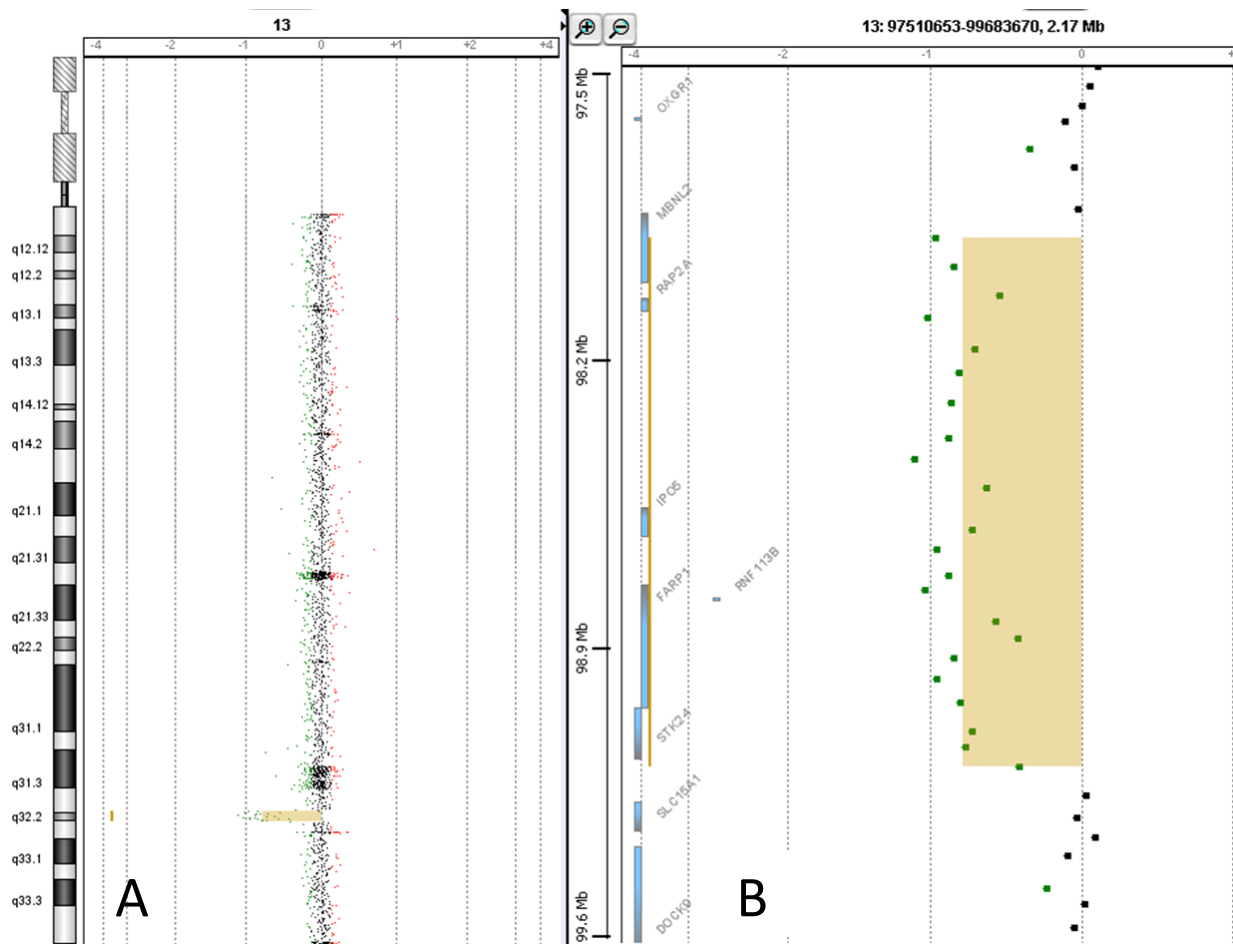 13
-4 -2 -1 0 +1 +2 +4
q12.12
q12.2
q13.1
q13.3
q14.12
q14.2
q21.1
q21.31
q21.33
q22.2
q31.1
q31.3
q32.2
q33.1
q33.3
A
13: 97510653-99683670, 2.17 Mb
-4 -2 -1 0
97.5 Mb
98.2 Mb
98.9 Mb
99.6 Mb
OXGR1
MBNL2
RAP2A
IPO5
RNF113B
FARP1
STK24
SLC15A1
DOCK9
B